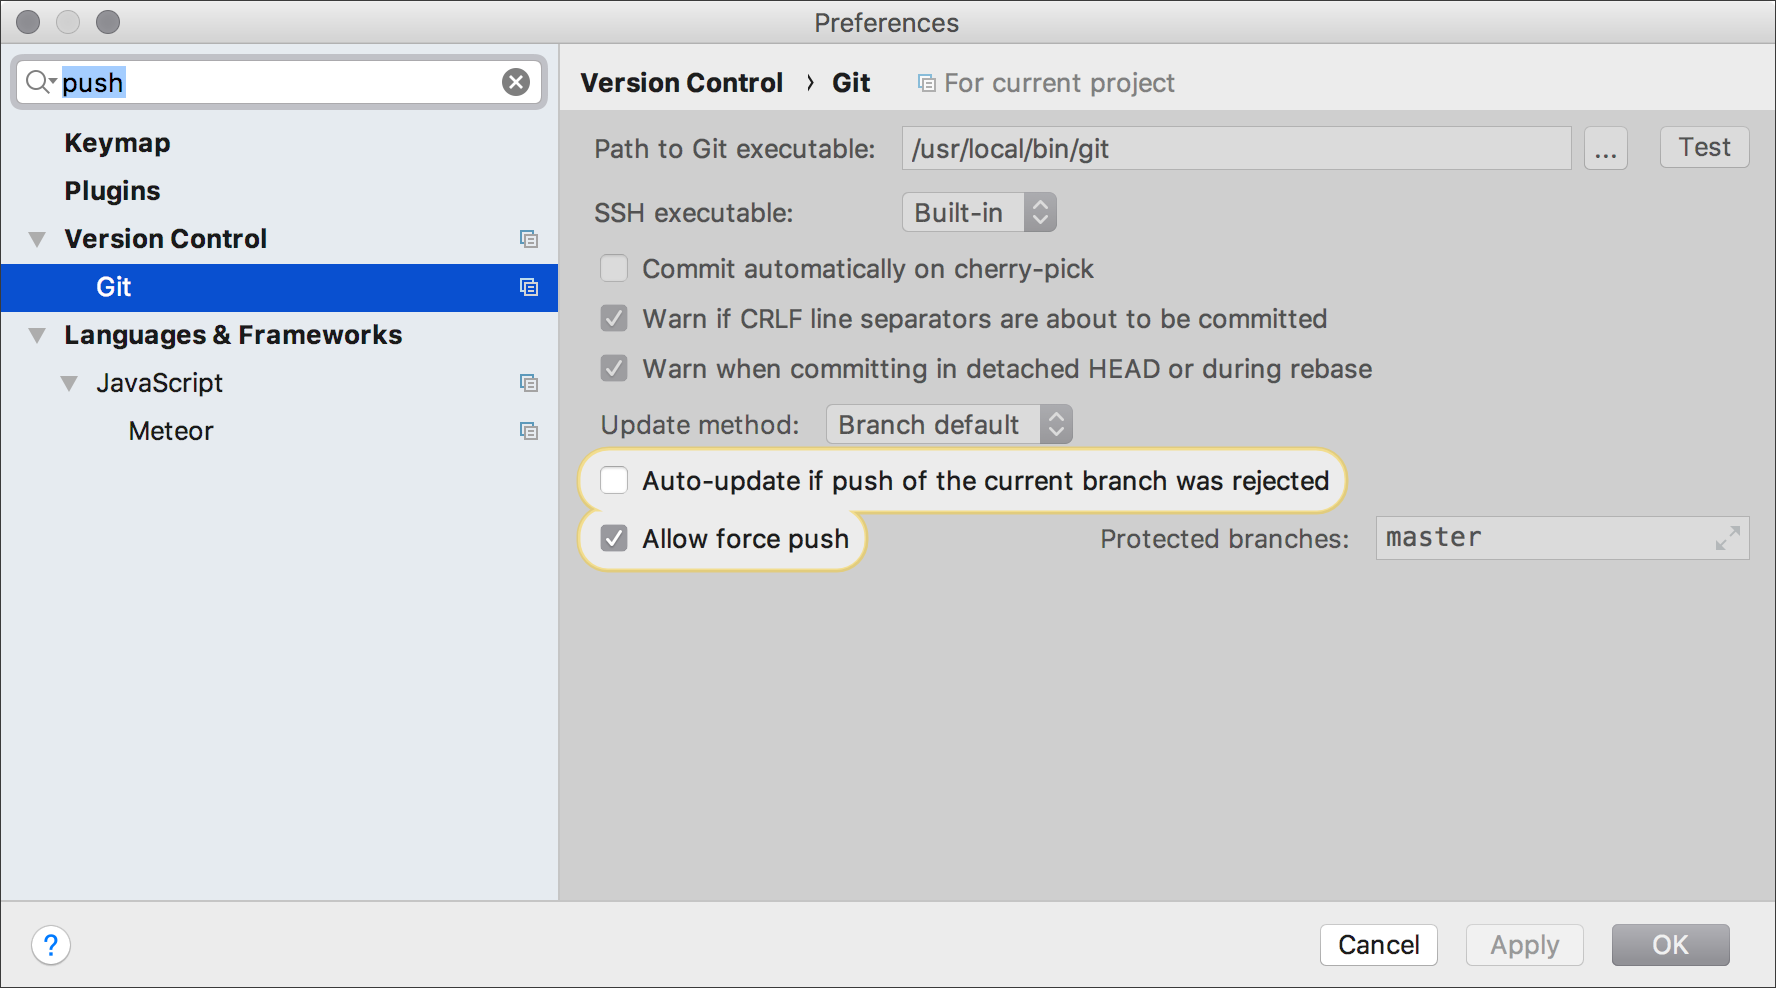 Preferences
push
Keymap
Plugins
Version Control
Git
Languages & Frameworks
JavaScript
Meteor
Version Control › Git For current project
Path to Git executable: /usr/local/bin/git ... Test
SSH executable: Built-in
Commit automatically on cherry-pick
Warn if CRLF line separators are about to be committed
Warn when committing in detached HEAD or during rebase
Update method: Branch default
Auto-update if push of the current branch was rejected
Allow force push Protected branches: master
? Cancel Apply OK